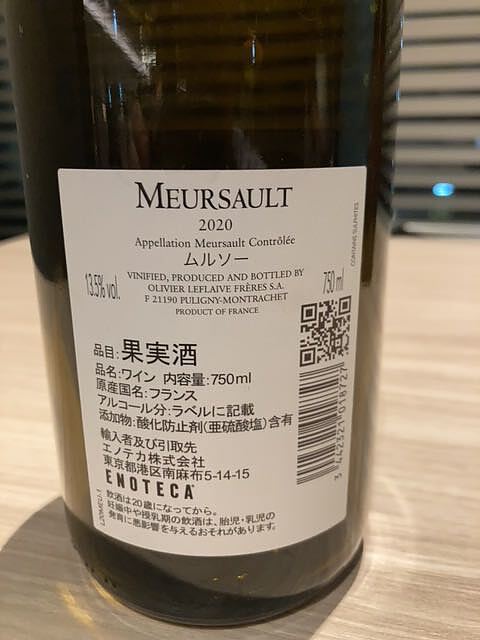 MEURSAULT
2020
Appellation Meursault Contrôlée
ムルソー
VINIFIED, PRODUCED AND BOTTLED BY
OLIVIER LEFLAIVE FRÈRES S.A.
F 21190 PULIGNY-MONTRACHET
PRODUCT OF FRANCE
13.5% vol.
750 ml
CONTAINS SULPHITES
品目:果実酒
品名:ワイン 内容量:750ml
原産国名:フランス
アルコール分:ラベルに記載
添加物:酸化防止剤(亜硫酸塩)含有
輸入者及び引取先
エノテカ株式会社
東京都港区南麻布5-14-15
ENOTECA
飲酒は20歳になってから。
妊娠中や授乳期の飲酒は、胎児・乳児の
発育に悪影響を与えるおそれがあります。
3 442321 018727